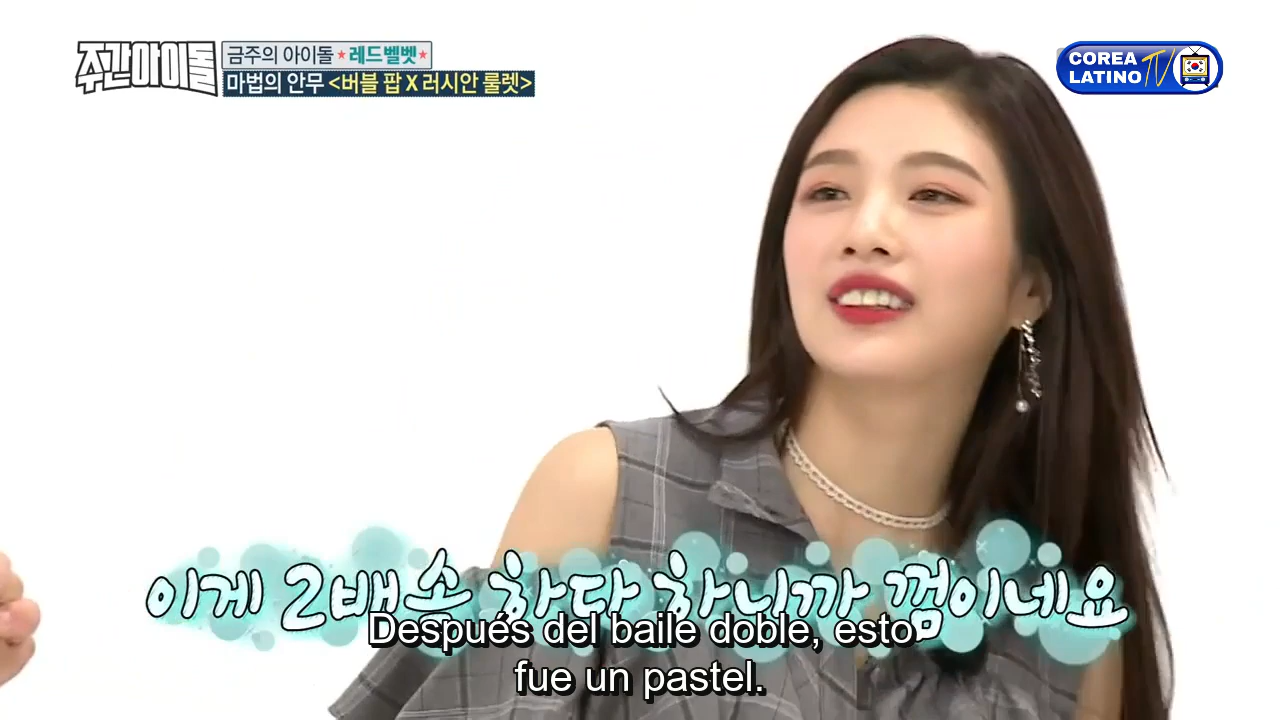 주간아이돌
금주의 아이돌 ★레드벨벳★
마법의 안무 <버블 팝 X 러시안 룰렛>
COREA
LATINO TV
이게 2배속 하다 하니까 껌이네요
Después del baile doble, esto
fue un pastel.